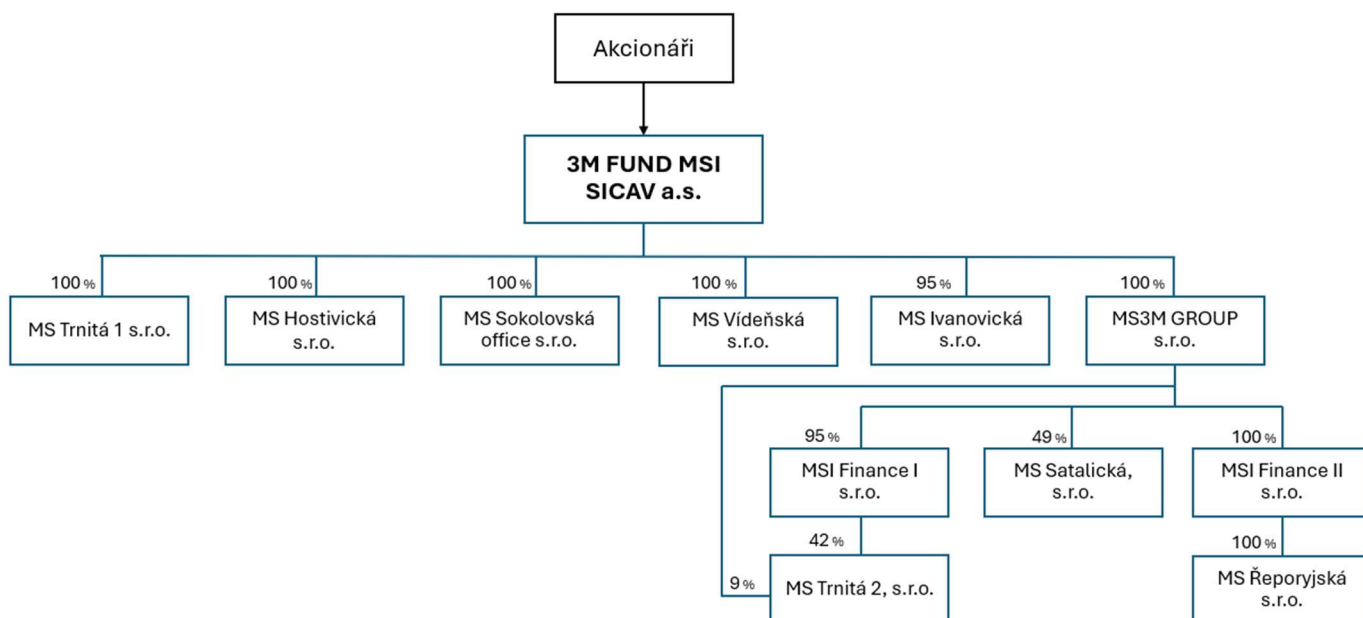 Akcionáři
3M FUND MSI
SICAV a.s.
100 %
100 %
100 %
100 %
95 %
100 %
MS Trnitá 1 s.r.o.
MS Hostivická
s.r.o.
MS Sokolovská
office s.r.o.
MS Vídeňská
s.r.o.
MS Ivanovická
s.r.o.
MS3M GROUP
s.r.o.
95 %
49 %
100 %
MSI Finance I
s.r.o.
MS Satalická,
s.r.o.
MSI Finance II
s.r.o.
42 %
100 %
9 %
MS Trnitá 2, s.r.o.
MS Řeporyjská
s.r.o.